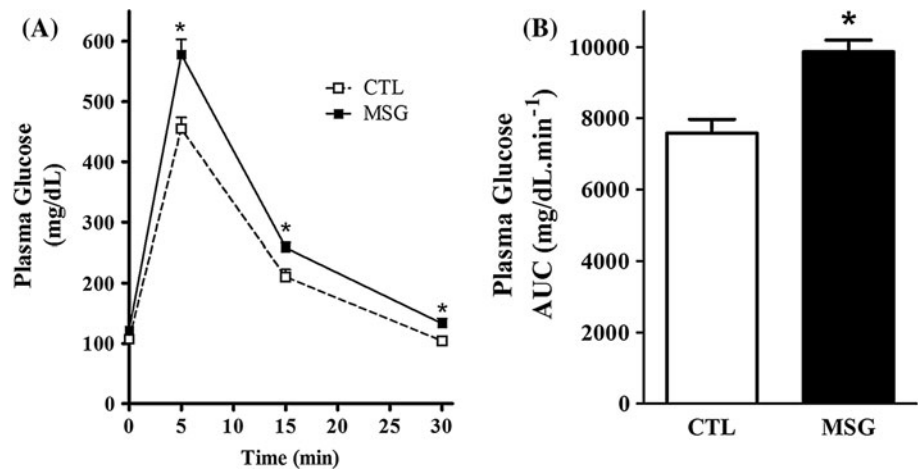 (A)
Plasma Glucose
(mg/dL)
600
500
400
300
200
100
0
*
*
*
CTL
MSG
0 5 10 15 20 25 30
Time (min)
(B)
Plasma Glucose
AUC (mg/dL.min-1)
10000
8000
6000
4000
2000
0
*
CTL MSG